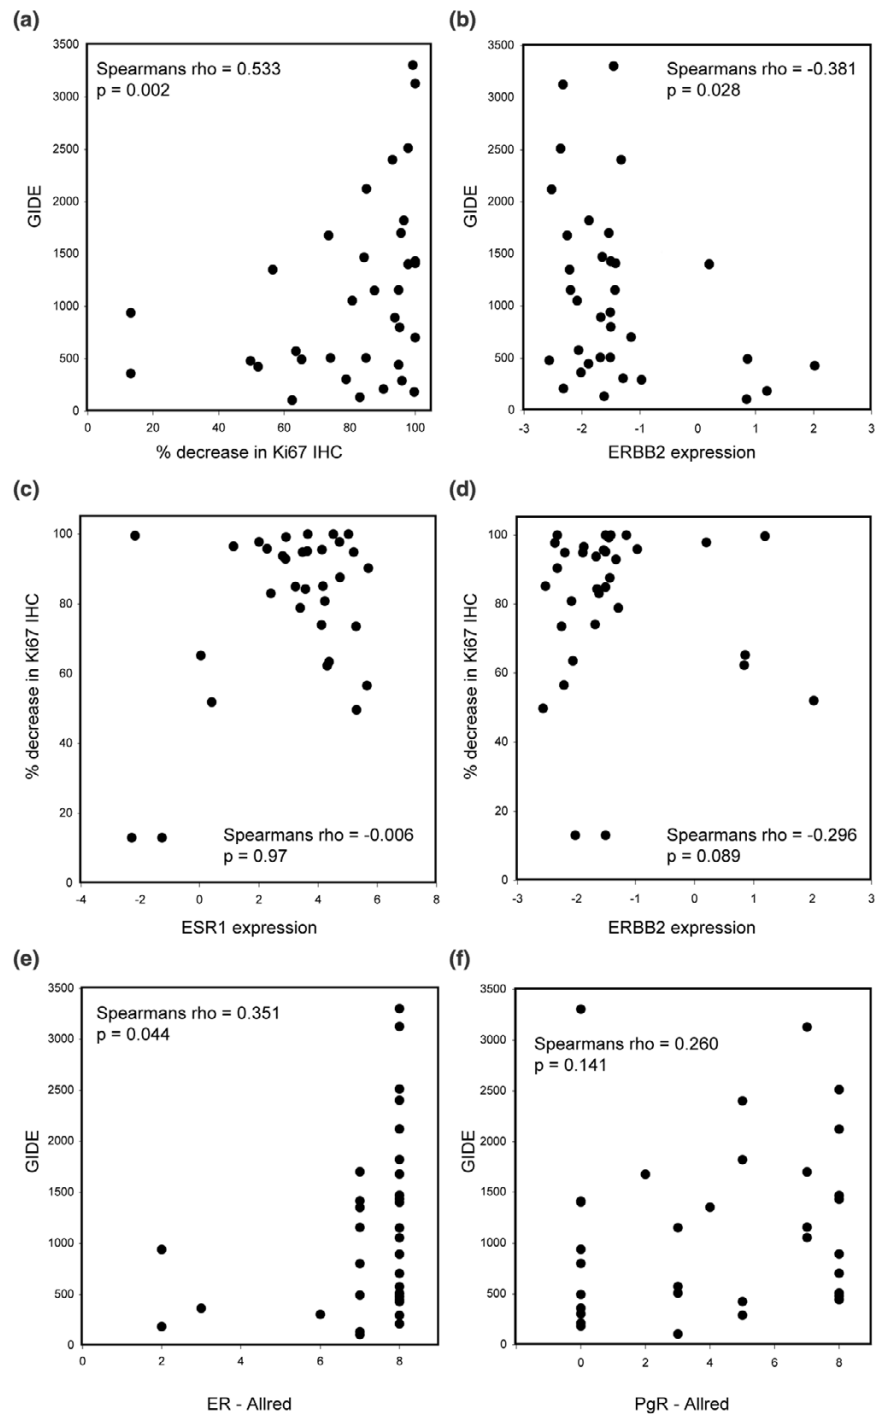 (a)
(b)
Spearmans rho = 0.533
p = 0.002
Spearmans rho = -0.381
p = 0.028
3500
3000
2500
2000
1500
1000
500
0
GIDE
0 20 40 60 80 100
% decrease in Ki67 IHC
3500
3000
2500
2000
1500
1000
500
0
GIDE
-3 -2 -1 0 1 2 3
ERBB2 expression
(c)
(d)
100
80
60
40
20
0
% decrease in Ki67 IHC
Spearmans rho = -0.006
p = 0.97
-4 -2 0 2 4 6 8
ESR1 expression
100
80
60
40
20
0
% decrease in Ki67 IHC
Spearmans rho = -0.296
p = 0.089
-3 -2 -1 0 1 2 3
ERBB2 expression
(e)
(f)
3500
3000
2500
2000
1500
1000
500
0
GIDE
Spearmans rho = 0.351
p = 0.044
0 2 4 6 8
ER - Allred
3500
3000
2500
2000
1500
1000
500
0
GIDE
Spearmans rho = 0.260
p = 0.141
0 2 4 6 8
PgR - Allred